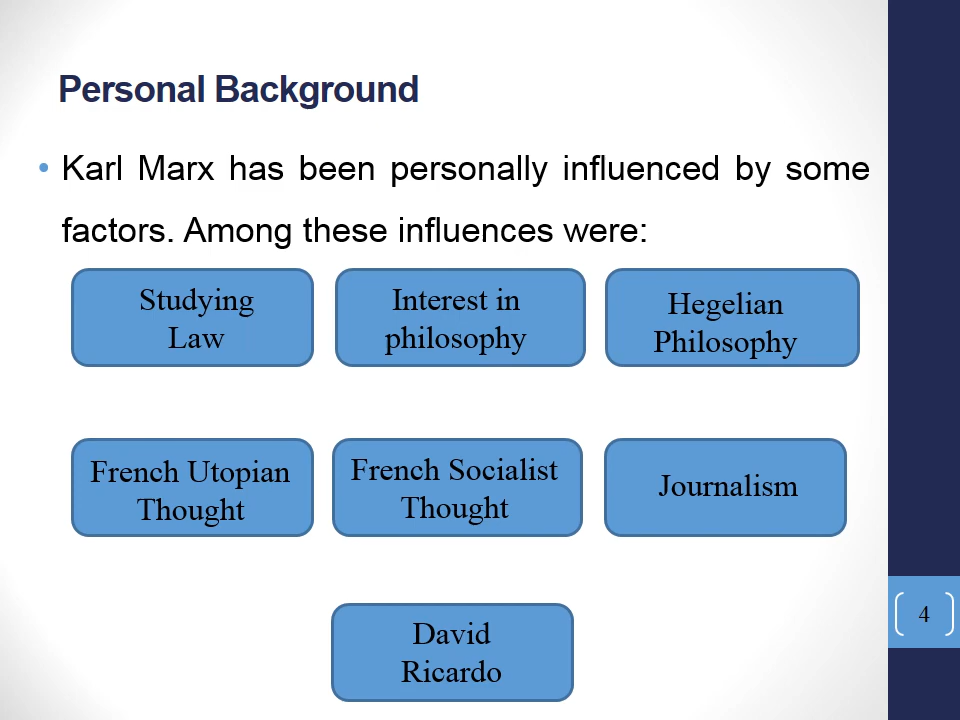 Personal Background
• Karl Marx has been personally influenced by some
factors. Among these influences were:
Studying
Law
Interest in
philosophy
Hegelian
Philosophy
French Utopian
Thought
French Socialist
Thought
Journalism
David
Ricardo
4